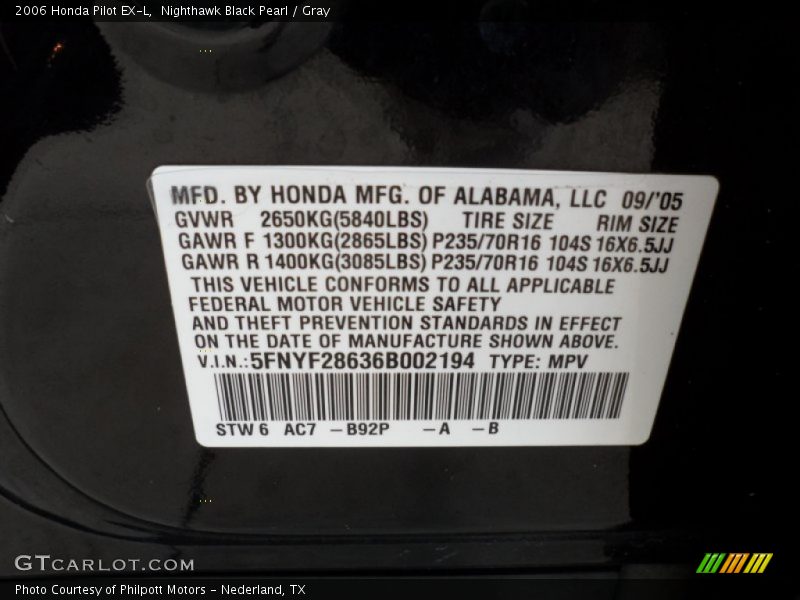 2006 Honda Pilot EX-L,  Nighthawk Black Pearl / Gray
MFD. BY HONDA MFG. OF ALABAMA, LLC 09/'05
GVWR 2650KG(5840LBS) TIRE SIZE RIM SIZE
GAWR F 1300KG(2865LBS) P235/70R16 104S 16X6.5JJ
GAWR R 1400KG(3085LBS) P235/70R16 104S 16X6.5JJ
THIS VEHICLE CONFORMS TO ALL APPLICABLE
FEDERAL MOTOR VEHICLE SAFETY
AND THEFT PREVENTION STANDARDS IN EFFECT
ON THE DATE OF MANUFACTURE SHOWN ABOVE.
V.I.N.:5FNYF28636B002194 TYPE: MPV
STW6 AC7 –B92P –A –B
GTCARLOT.COM
Photo Courtesy of Philpott Motors - Nederland, TX